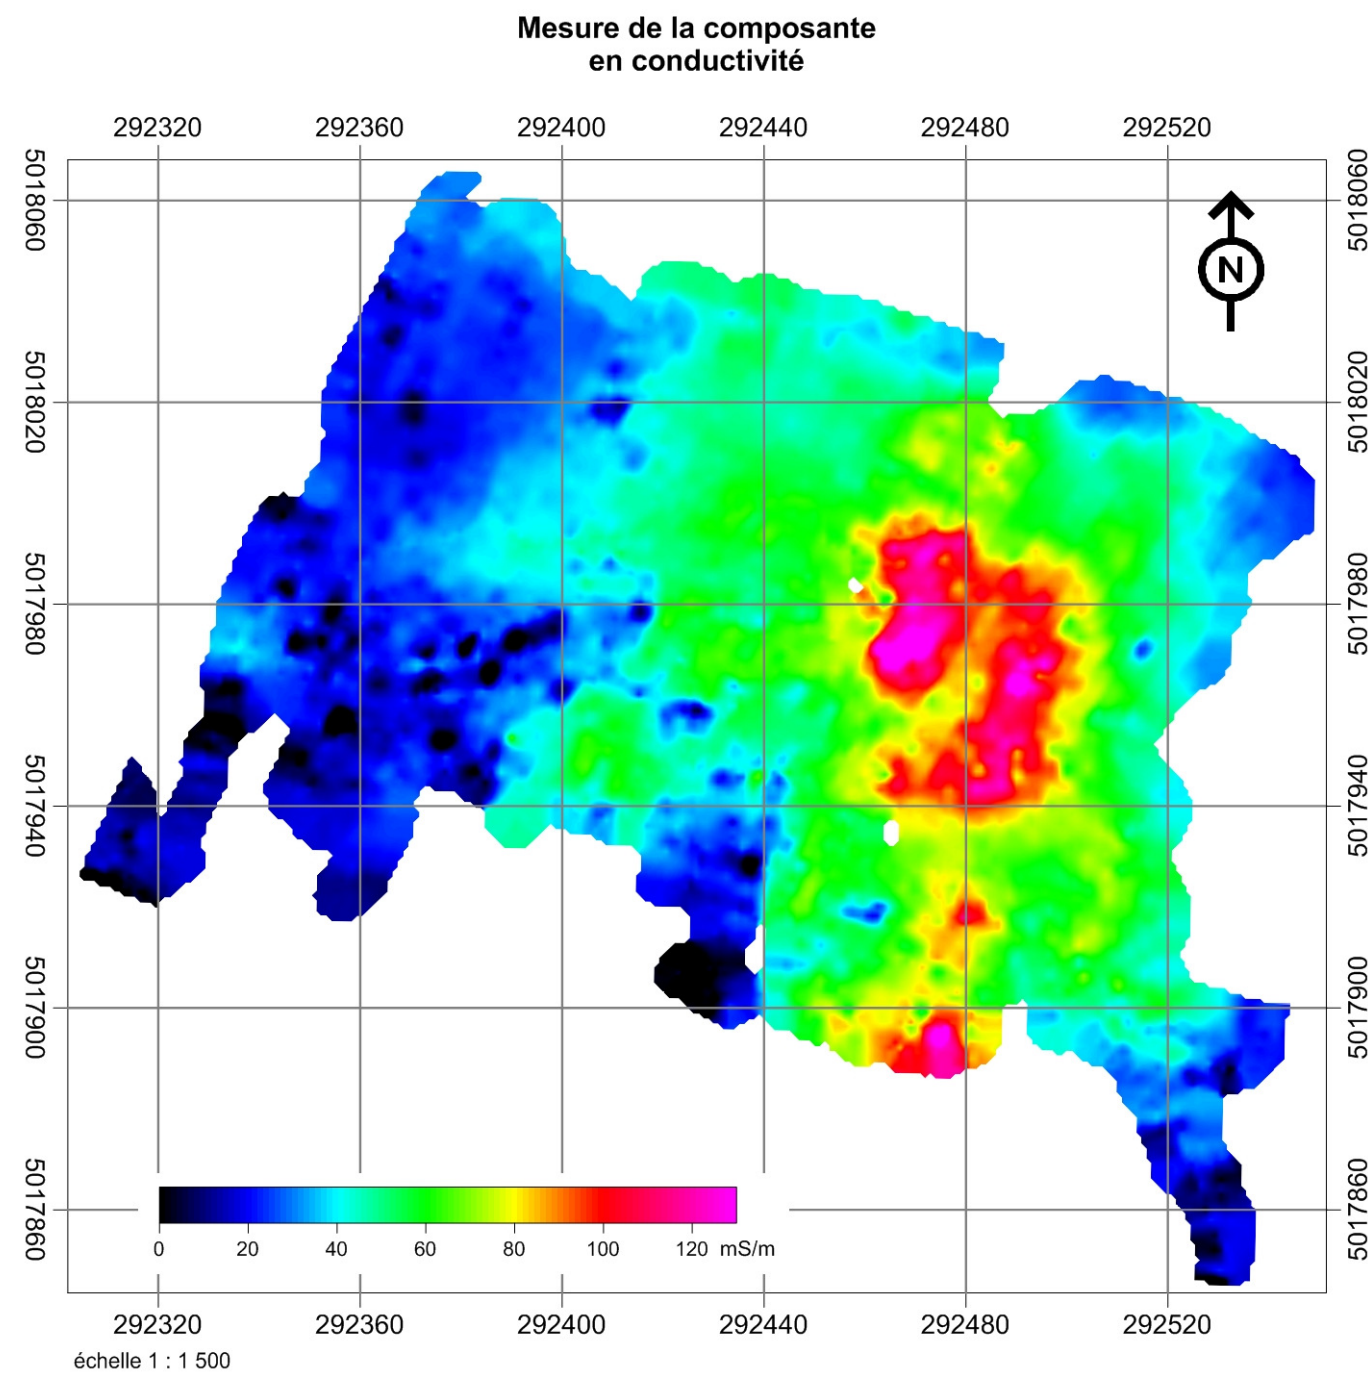 Mesure de la composante
en conductivité
292320 292360 292400 292440 292480 292520
5018060 5018060
N
5018020 5018020
5017980 5017980
5017940 5017940
5017900 5017900
5017860 5017860
0 20 40 60 80 100 120 mS/m
292320 292360 292400 292440 292480 292520
échelle 1 : 1 500